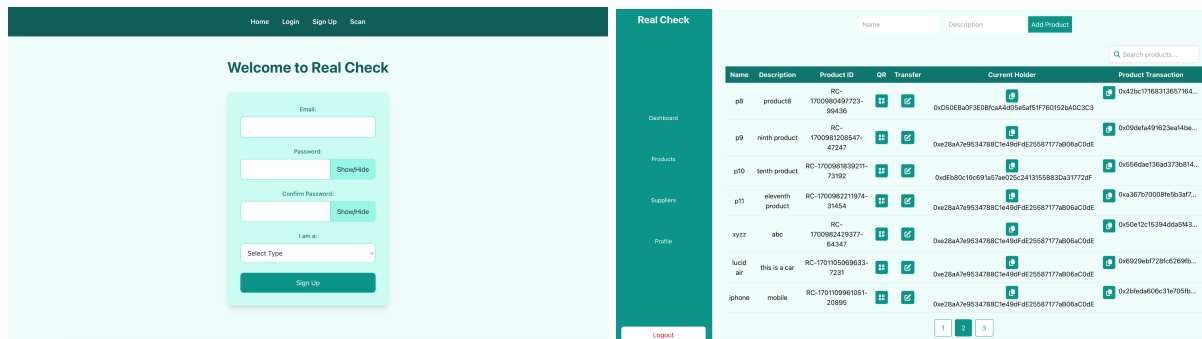 Home Login Sign Up Scan
Welcome to Real Check
Email:
Password:
Show/Hide
Confirm Password:
Show/Hide
I am a:
Select Type
Sign Up
Real Check
Dashboard
Products
Suppliers
Profile
Logout
Name Description Add Product
Search products...
Name Description Product ID QR Transfer Current Holder Product Transaction
p8 product8 RC-
1700980497723-
99436
0xD50EBa0F3E0BfcaA4d05e5af51F760152bA0C3C3
0x42bc17168313657164...
p9 ninth product RC-
1700981208547-
47247
0xe28aA7e9534788C1e49dFdE25587177aB06aC0dE
0x09defa491623ea14be...
p10 tenth product RC-1700981839211-
73192
0xdEb80c10c691a57ae025c2413155883Da31772dF
0x556dae136ad373b814...
p11 eleventh
product
RC-1700982211974-
31454
0xe28aA7e9534788C1e49dFdE25587177aB06aC0dE
0xa367b70008fe5b3af7...
xyzz abc RC-
1700982429377-
64347
0xe28aA7e9534788C1e49dFdE25587177aB06aC0dE
0x50e12c15394dda5f43...
lucid
air
this is a car RC-1701105069633-
7231
0xe28aA7e9534788C1e49dFdE25587177aB06aC0dE
0x6929ebf728fc6269fb...
iphone mobile RC-1701109961051-
20895
0xe28aA7e9534788C1e49dFdE25587177aB06aC0dE
0x2bfeda606c31e705fb...
1 2 3